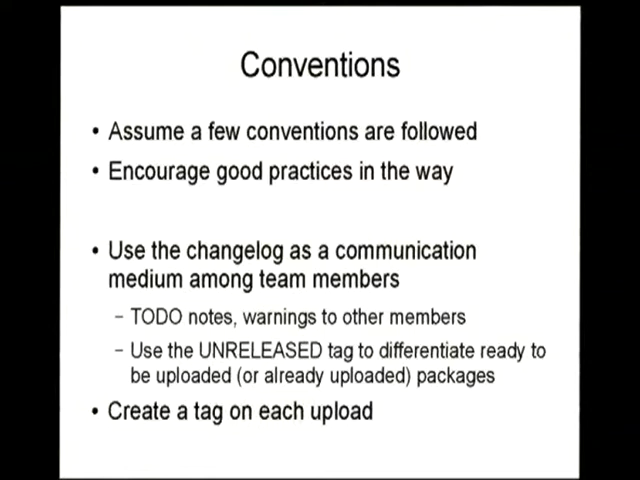 Conventions
• Assume a few conventions are followed
• Encourage good practices in the way
• Use the changelog as a communication
medium among team members
– TODO notes, warnings to other members
– Use the UNRELEASED tag to differentiate ready to
be uploaded (or already uploaded) packages
• Create a tag on each upload